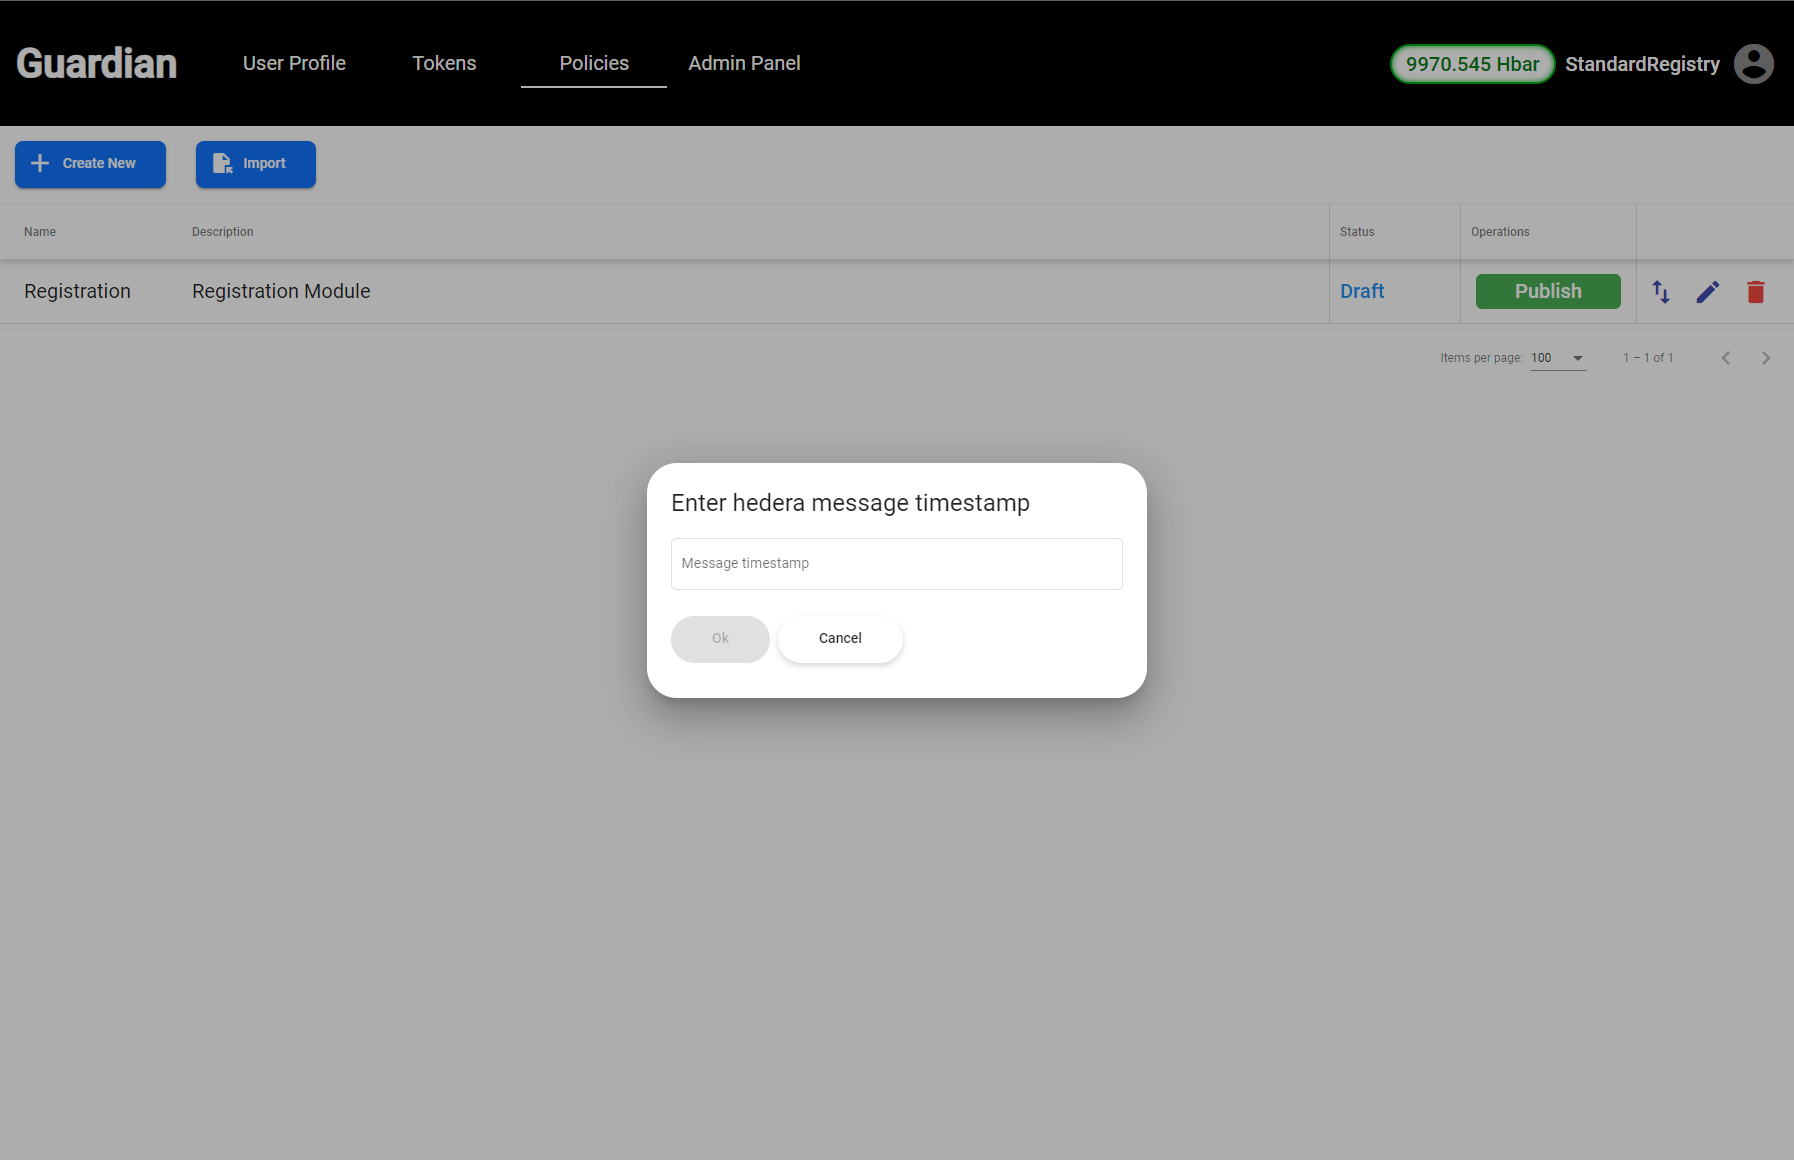 Guardian User Profile Tokens Policies Admin Panel 9970.545 Hbar StandardRegistry
Create New Import
Name Description Status Operations
Registration Registration Module Draft Publish
Items per page: 100 1 – 1 of 1
Enter hedera message timestamp
Message timestamp
Ok Cancel